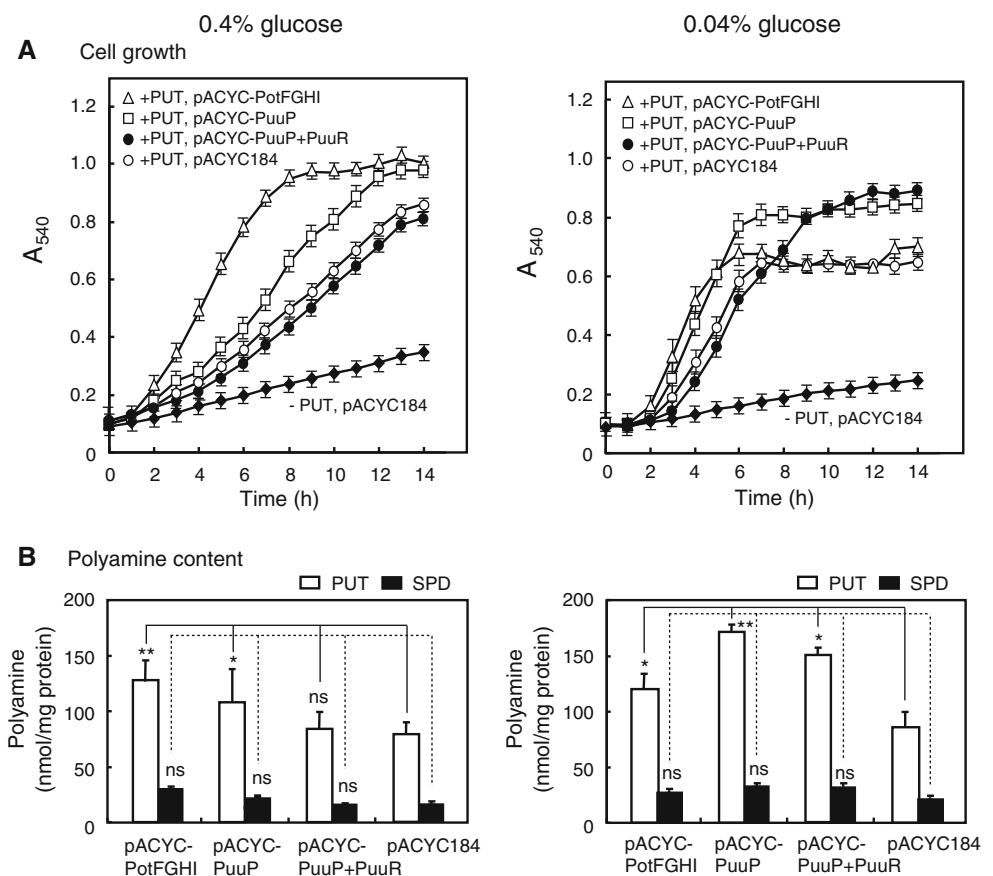 0.4% glucose
0.04% glucose
A Cell growth
1.2
1.0
0.8
0.6
0.4
0.2
0
A540
+PUT, pACYC-PotFGHI
+PUT, pACYC-PuuP
+PUT, pACYC-PuuP+PuuR
+PUT, pACYC184
- PUT, pACYC184
0 2 4 6 8 10 12 14
Time (h)
1.2
1.0
0.8
0.6
0.4
0.2
0
A540
+PUT, pACYC-PotFGHI
+PUT, pACYC-PuuP
+PUT, pACYC-PuuP+PuuR
+PUT, pACYC184
- PUT, pACYC184
0 2 4 6 8 10 12 14
Time (h)
B Polyamine content
PUT SPD
200
150
100
50
0
Polyamine
(nmol/mg protein)
** * ns
ns ns ns
pACYC-
PotFGHI
pACYC-
PuuP
pACYC-
PuuP+PuuR
pACYC184
PUT SPD
200
150
100
50
0
Polyamine
(nmol/mg protein)
* ** *
ns ns ns
pACYC-
PotFGHI
pACYC-
PuuP
pACYC-
PuuP+PuuR
pACYC184